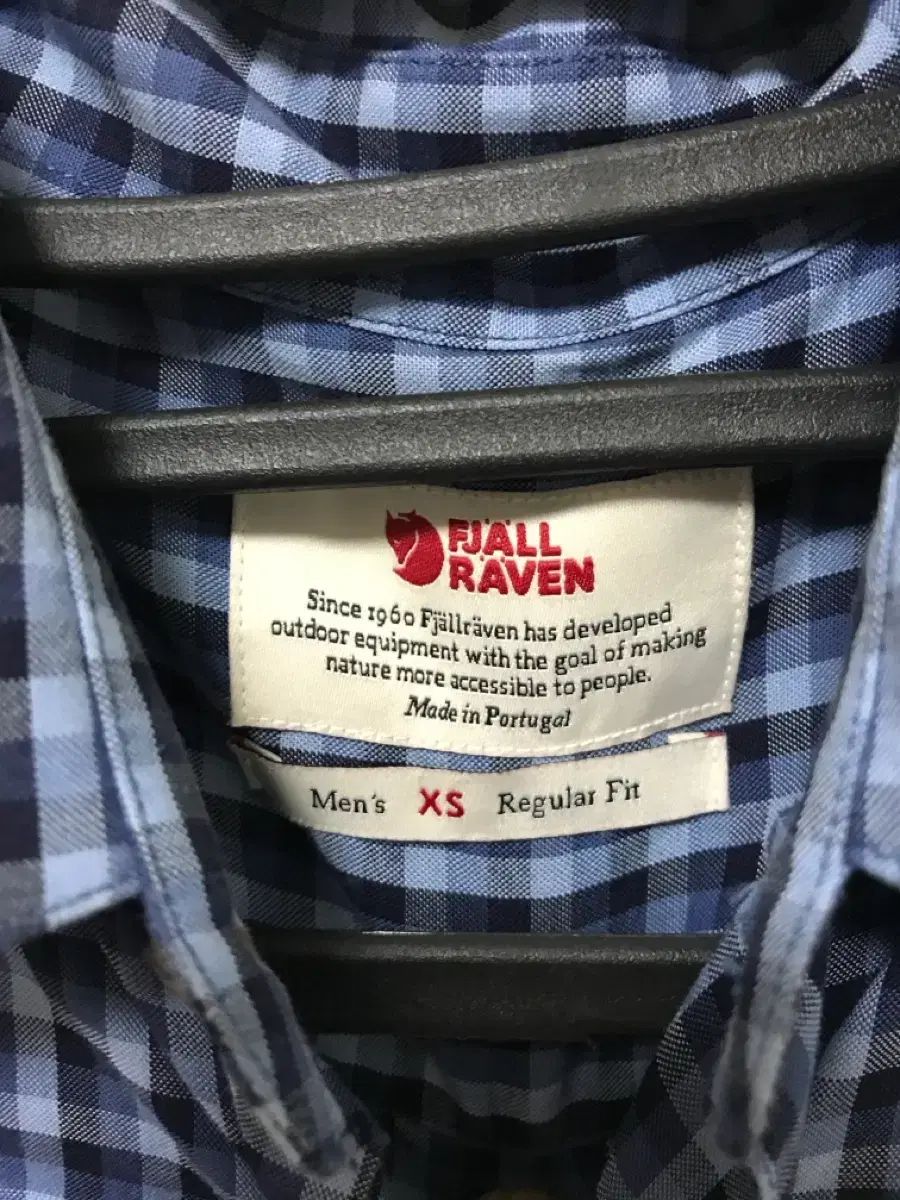 FJÄLL
RÄVEN
Since 1960 Fjällräven has developed
outdoor equipment with the goal of making
nature more accessible to people.
Made in Portugal
Men's XS Regular Fit